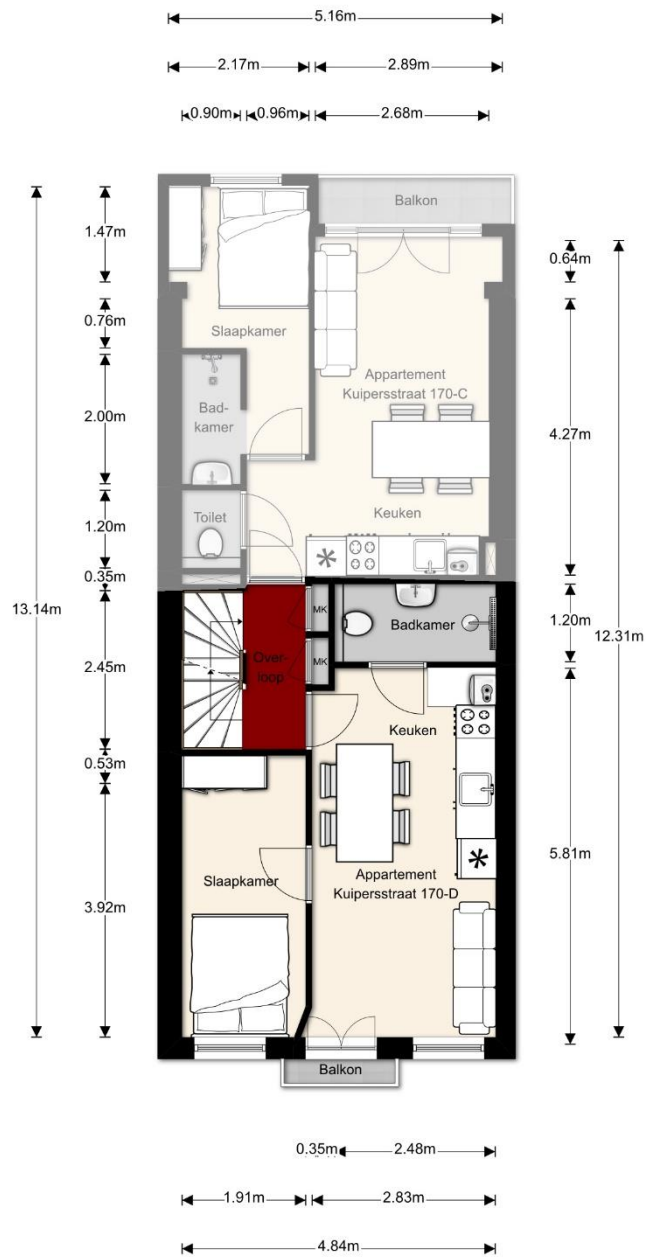 5.16m
2.17m
2.89m
0.90m
0.96m
2.68m
Balkon
1.47m
0.64m
0.76m
Slaapkamer
Appartement
Kuipersstraat 170-C
2.00m
Bad-
kamer
4.27m
Keuken
1.20m
Toilet
0.35m
13.14m
MK
Badkamer
1.20m
12.31m
2.45m
Over-
loop
MK
Keuken
0.53m
5.81m
Slaapkamer
Appartement
Kuipersstraat 170-D
3.92m
Balkon
0.35m
2.48m
1.91m
2.83m
4.84m